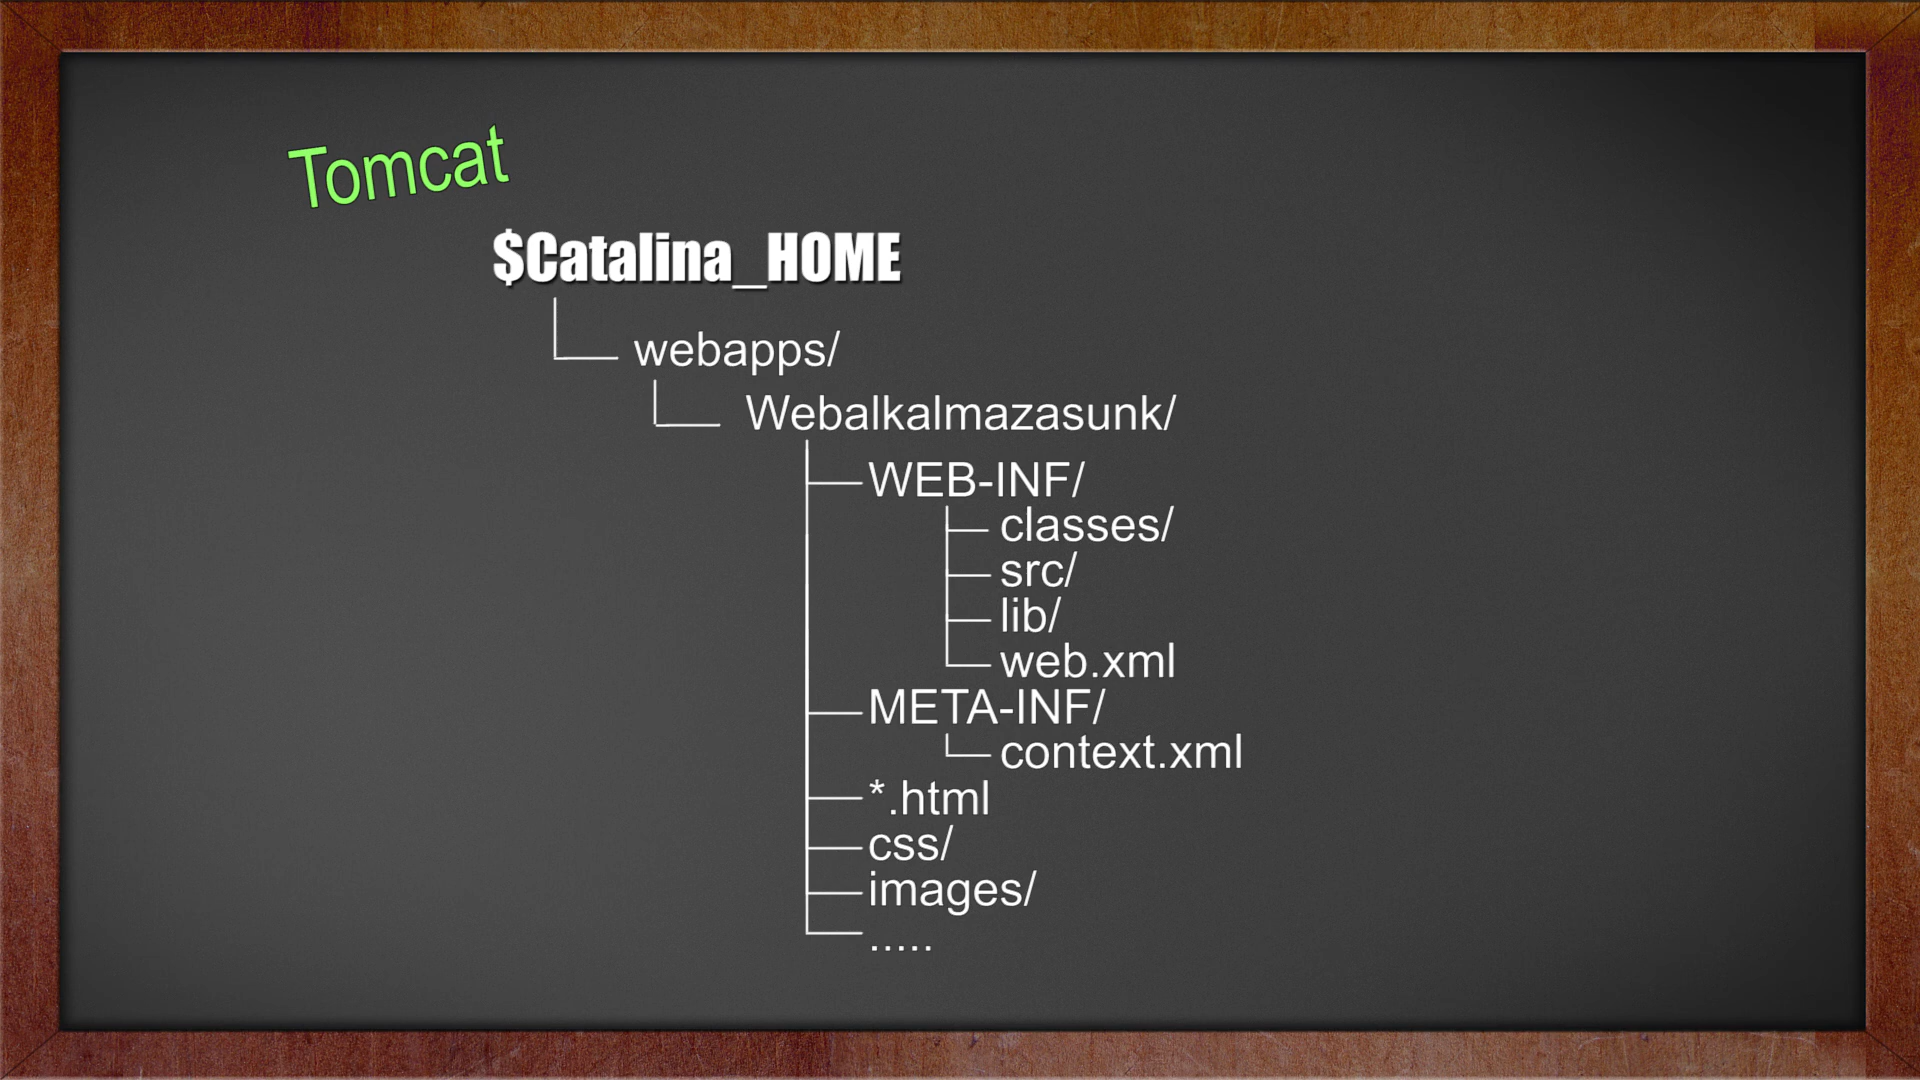 Tomcat
$Catalina_HOME
webapps/
Webalkalmazasunk/
WEB-INF/
classes/
src/
lib/
web.xml
META-INF/
context.xml
*.html
css/
images/
.....